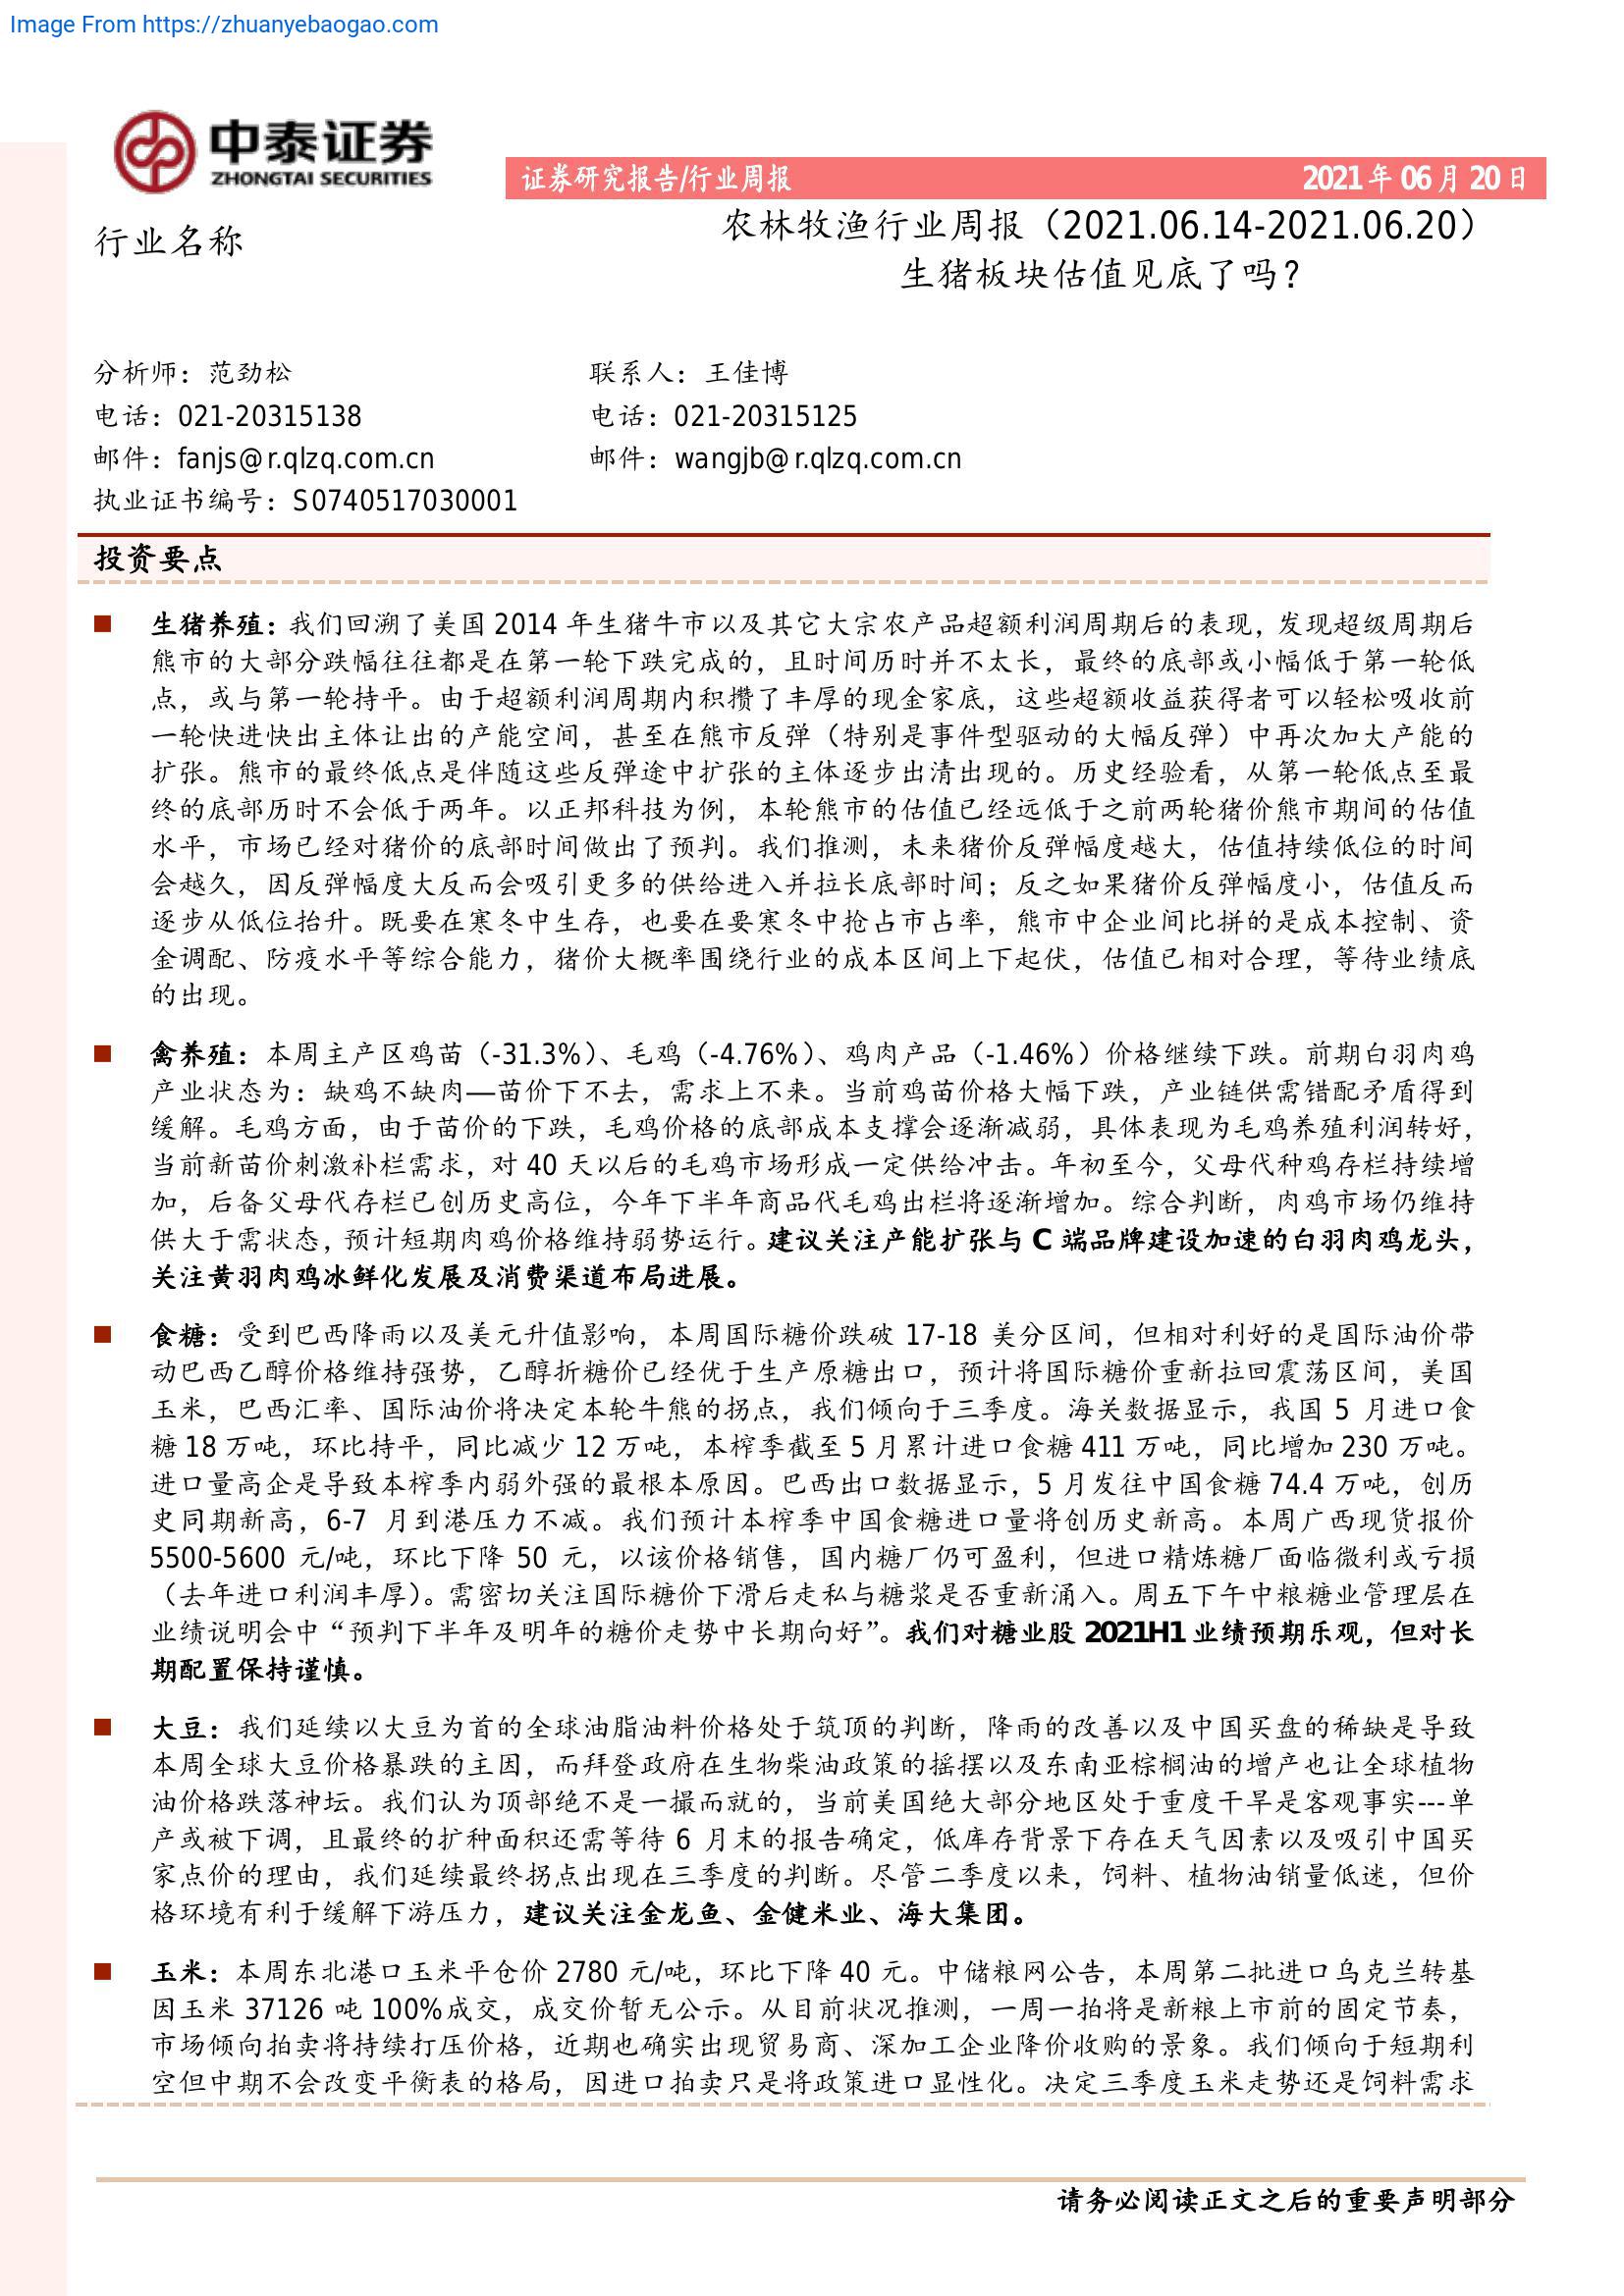 Image From https://zhuanyebaogao.com
中泰证券
ZHONGTAI SECURITIES
证券研究报告/行业周报 2021 年 06 月 20 日
行业名称
农林牧渔行业周报（2021.06.14-2021.06.20）
生猪板块估值见底了吗？
分析师：范劲松 联系人：王佳博
电话：021-20315138 电话：021-20315125
邮件：fanjs@r.qlzq.com.cn 邮件：wangjb@r.qlzq.com.cn
执业证书编号：S0740517030001
投资要点
■ 生猪养殖：我们回溯了美国 2014 年生猪牛市以及其它大宗农产品超额利润周期后的表现，发现超级周期后
熊市的大部分跌幅往往都是在第一轮下跌完成的，且时间历时并不太长，最终的底部或小幅低于第一轮低
点，或与第一轮持平。由于超额利润周期内积攒了丰厚的现金家底，这些超额收益获得者可以轻松吸收前
一轮快进快出主体让出的产能空间，甚至在熊市反弹（特别是事件型驱动的大幅反弹）中再次加大产能的
扩张。熊市的最终低点是伴随这些反弹途中扩张的主体逐步出清出现的。历史经验看，从第一轮低点至最
终的底部历时不会低于两年。以正邦科技为例，本轮熊市的估值已经远低于之前两轮猪价熊市期间的估值
水平，市场已经对猪价的底部时间做出了预判。我们推测，未来猪价反弹幅度越大，估值持续低位的时间
会越久，因反弹幅度大反而会吸引更多的供给进入并拉长底部时间；反之如果猪价反弹幅度小，估值反而
逐步从低位抬升。既要在寒冬中生存，也要在要寒冬中抢占市占率，熊市中企业间比拼的是成本控制、资
金调配、防疫水平等综合能力，猪价大概率围绕行业的成本区间上下起伏，估值已相对合理，等待业绩底
的出现。
■ 禽养殖：本周主产区鸡苗（-31.3%）、毛鸡（-4.76%）、鸡肉产品（-1.46%）价格继续下跌。前期白羽肉鸡
产业状态为：缺鸡不缺肉—苗价下不去，需求上不来。当前鸡苗价格大幅下跌，产业链供需错配矛盾得到
缓解。毛鸡方面，由于苗价的下跌，毛鸡价格的底部成本支撑会逐渐减弱，具体表现为毛鸡养殖利润转好，
当前新苗价刺激补栏需求，对 40 天以后的毛鸡市场形成一定供给冲击。年初至今，父母代种鸡存栏持续增
加，后备父母代存栏已创历史高位，今年下半年商品代毛鸡出栏将逐渐增加。综合判断，肉鸡市场仍维持
供大于需状态，预计短期肉鸡价格维持弱势运行。建议关注产能扩张与 C 端品牌建设加速的白羽肉鸡龙头，
关注黄羽肉鸡冰鲜化发展及消费渠道布局进展。
■ 食糖：受到巴西降雨以及美元升值影响，本周国际糖价跌破 17-18 美分区间，但相对利好的是国际油价带
动巴西乙醇价格维持强势，乙醇折糖价已经优于生产原糖出口，预计将国际糖价重新拉回震荡区间，美国
玉米，巴西汇率、国际油价将决定本轮牛熊的拐点，我们倾向于三季度。海关数据显示，我国 5 月进口食
糖 18 万吨，环比持平，同比减少 12 万吨，本榨季截至 5 月累计进口食糖 411 万吨，同比增加 230 万吨。
进口量高企是导致本榨季内弱外强的最根本原因。巴西出口数据显示，5 月发往中国食糖 74.4 万吨，创历
史同期新高，6-7 月到港压力不减。我们预计本榨季中国食糖进口量将创历史新高。本周广西现货报价
5500-5600 元/吨，环比下降 50 元，以该价格销售，国内糖厂仍可盈利，但进口精炼糖厂面临微利或亏损
（去年进口利润丰厚）。需密切关注国际糖价下滑后走私与糖浆是否重新涌入。周五下午中粮糖业管理层在
业绩说明会中“预判下半年及明年的糖价走势中长期向好”。我们对糖业股 2021H1 业绩预期乐观，但对长
期配置保持谨慎。
■ 大豆：我们延续以大豆为首的全球油脂油料价格处于筑顶的判断，降雨的改善以及中国买盘的稀缺是导致
本周全球大豆价格暴跌的主因，而拜登政府在生物柴油政策的摇摆以及东南亚棕榈油的增产也让全球植物
油价格跌落神坛。我们认为顶部绝不是一撮而就的，当前美国绝大部分地区处于重度干旱是客观事实---单
产或被下调，且最终的扩种面积还需等待 6 月末的报告确定，低库存背景下存在天气因素以及吸引中国买
家点价的理由，我们延续最终拐点出现在三季度的判断。尽管二季度以来，饲料、植物油销量低迷，但价
格环境有利于缓解下游压力，建议关注金龙鱼、金健米业、海大集团。
■ 玉米：本周东北港口玉米平仓价 2780 元/吨，环比下降 40 元。中储粮网公告，本周第二批进口乌克兰转基
因玉米 37126 吨 100%成交，成交价暂无公示。从目前状况推测，一周一拍将是新粮上市前的固定节奏，
市场倾向拍卖将持续打压价格，近期也确实出现贸易商、深加工企业降价收购的景象。我们倾向于短期利
空但中期不会改变平衡表的格局，因进口拍卖只是将政策进口显性化。决定三季度玉米走势还是饲料需求
请务必阅读正文之后的重要声明部分